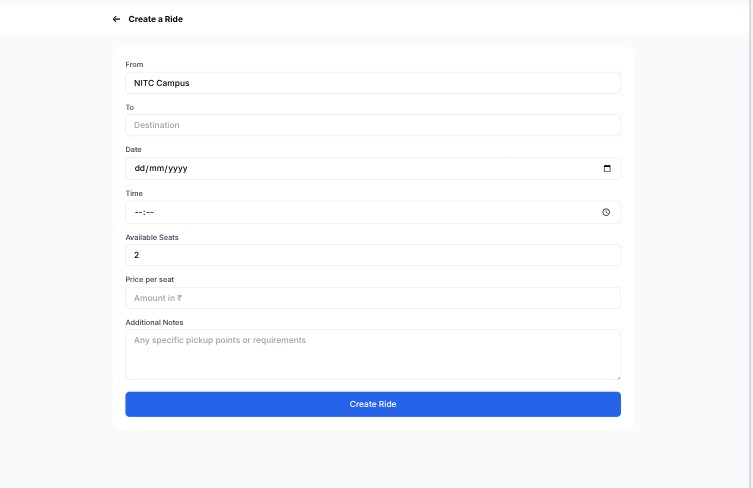 ← Create a Ride
From
NITC Campus
To
Destination
Date
dd/mm/yyyy
Time
--:--
Available Seats
2
Price per seat
Amount in ₹
Additional Notes
Any specific pickup points or requirements
Create Ride